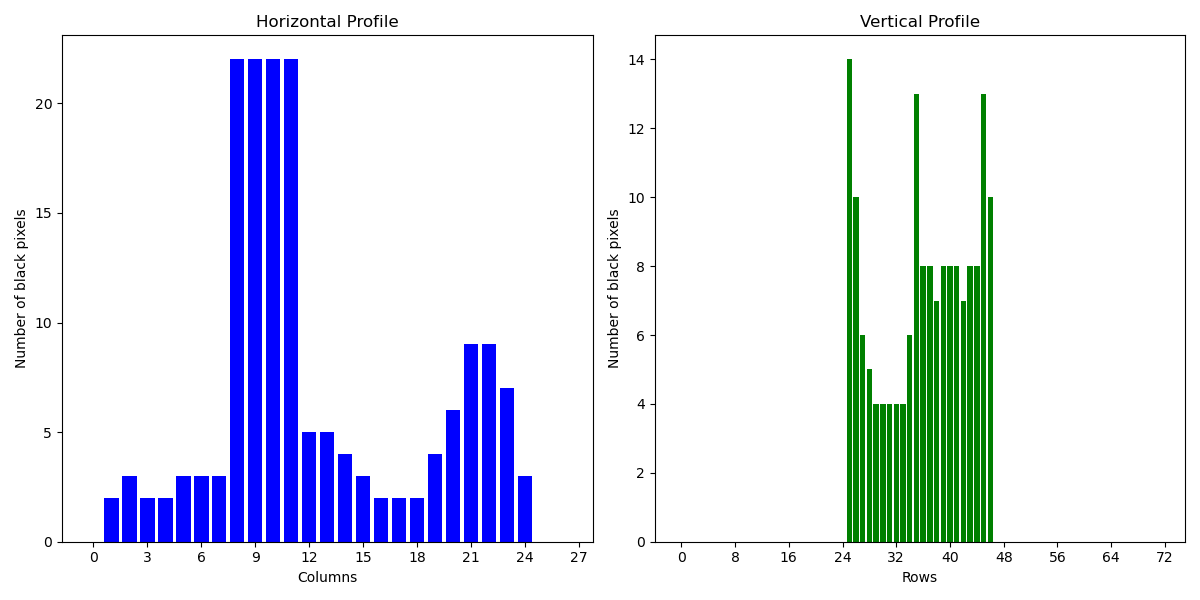 Horizontal Profile
Number of black pixels
20
15
10
5
0
0 3 6 9 12 15 18 21 24 27
Columns
Vertical Profile
Number of black pixels
14
12
10
8
6
4
2
0
0 8 16 24 32 40 48 56 64 72
Rows